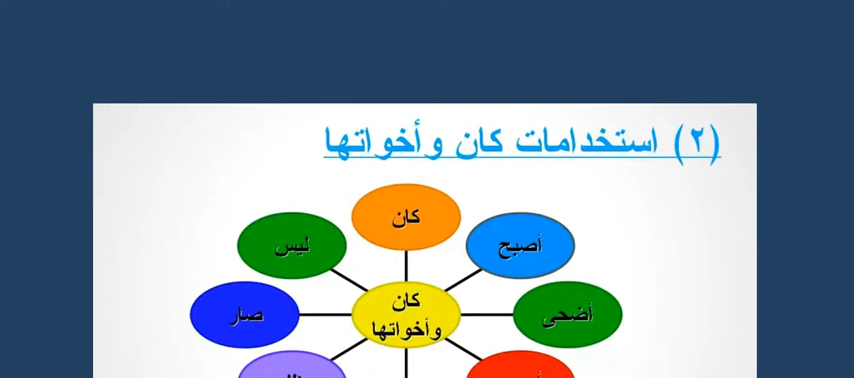 (٢) استخدامات كان وأخواتها
كان
أصبح
ليس
أضحى
كان
وأخواتها
صار